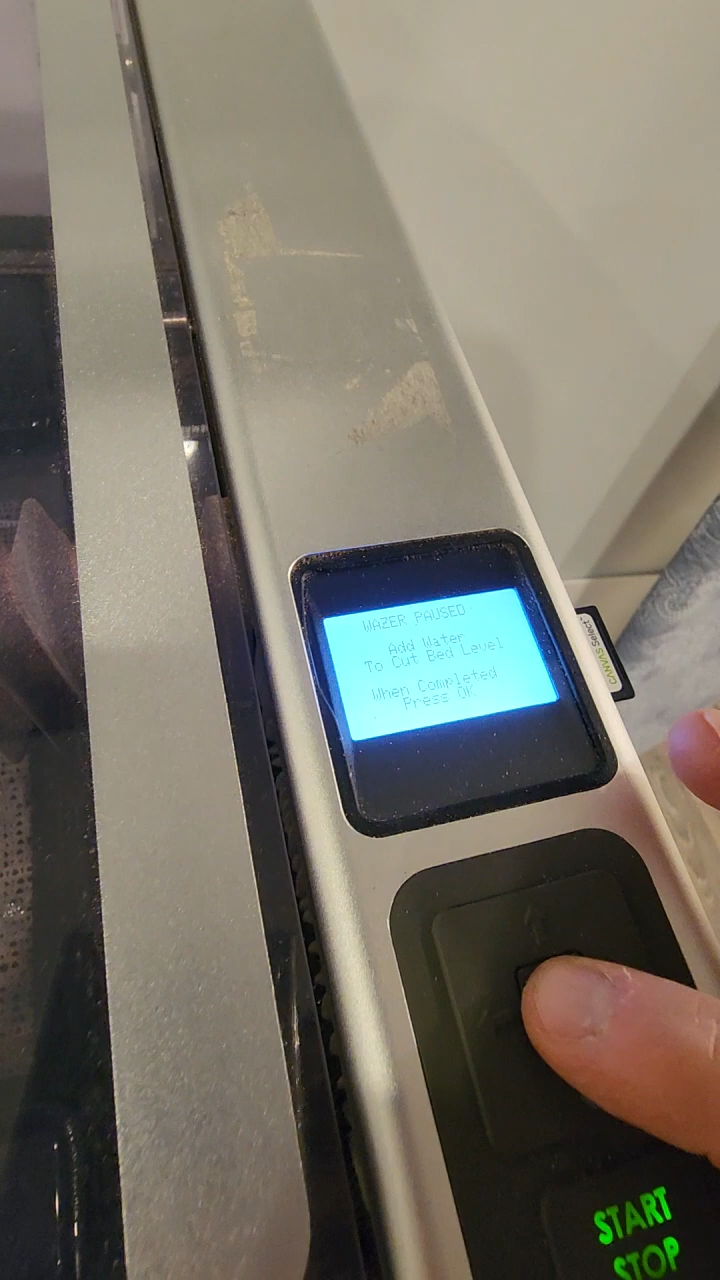 WAZER PAUSED
Add Water
To Cut Bed Level
When Completed
Press OK
CANVAS Select
START
STOP